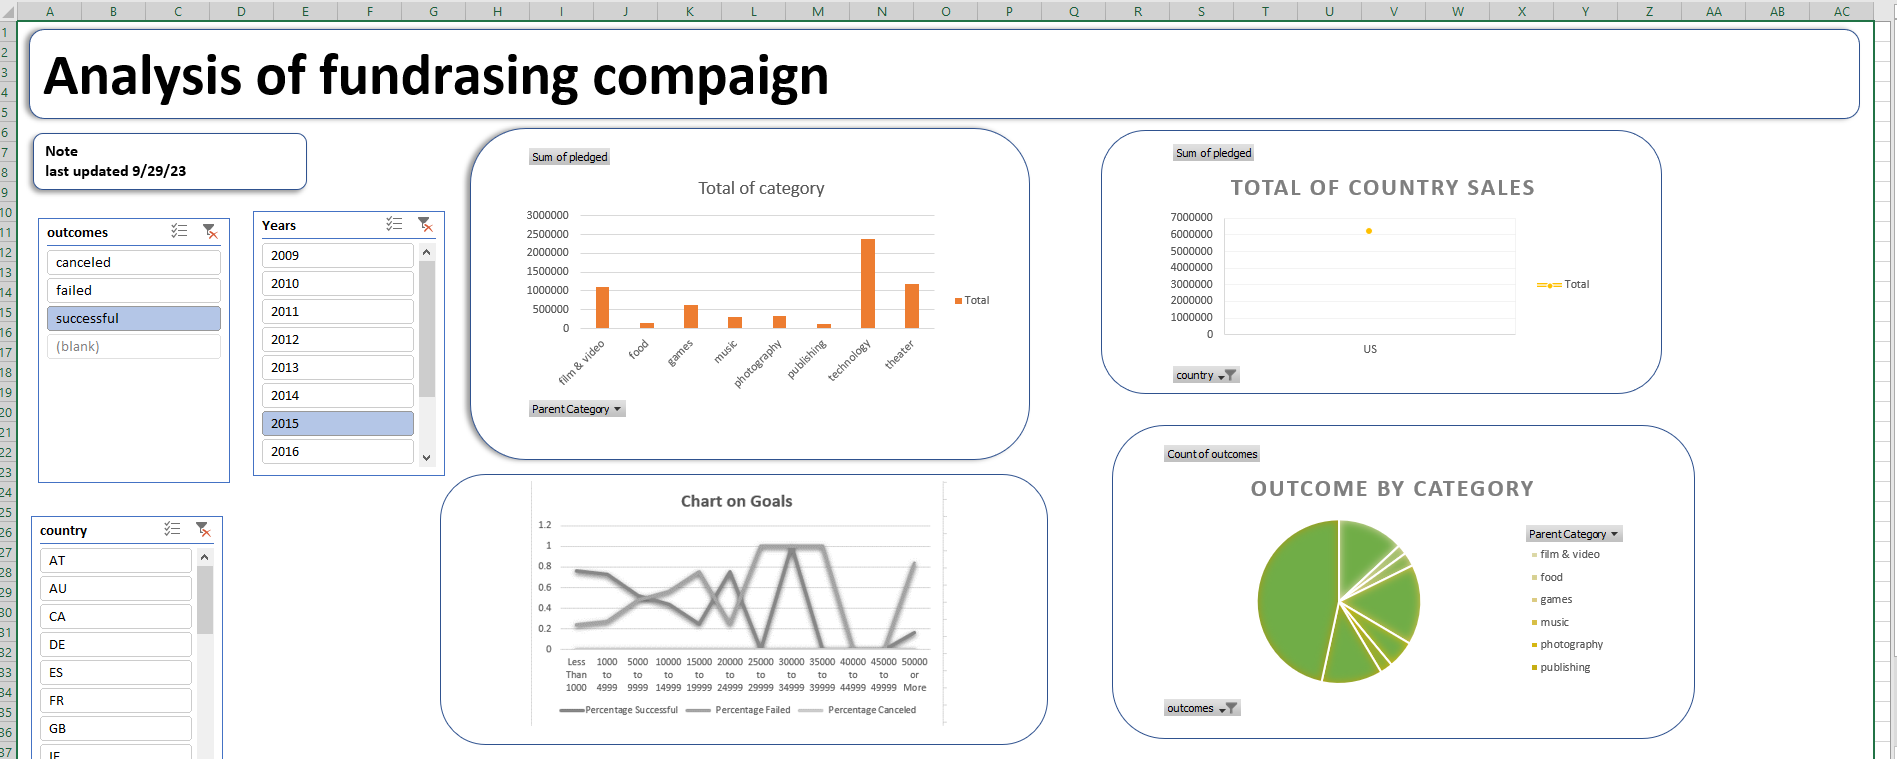 A B C D E F G H I J K L M N O P Q R S T U V W X Y Z AA AB AC
1
2
3
4
5
6
7
8
9
10
11
12
13
14
15
16
17
18
19
20
21
22
23
24
25
26
27
28
29
30
31
32
33
34
35
36
37
Analysis of fundrasing compaign
Note
last updated 9/29/23
outcomes
canceled
failed
successful
(blank)
Years
2009
2010
2011
2012
2013
2014
2015
2016
country
AT
AU
CA
DE
ES
FR
GB
IE
Sum of pledged
Total of category
3000000
2500000
2000000
1500000
1000000
500000
0
film & video
food
games
music
photography
publishing
technology
theater
Total
Parent Category
Sum of pledged
TOTAL OF COUNTRY SALES
7000000
6000000
5000000
4000000
3000000
2000000
1000000
0
US
Total
country
Chart on Goals
1.2
1
0.8
0.6
0.4
0.2
0
Less 1000 5000 10000 15000 20000 25000 30000 35000 40000 45000 50000
Than to to to to to to to to to to or
1000 4999 9999 14999 19999 24999 29999 34999 39999 44999 49999 More
Percentage Successful Percentage Failed Percentage Canceled
Count of outcomes
OUTCOME BY CATEGORY
Parent Category
film & video
food
games
music
photography
publishing
outcomes